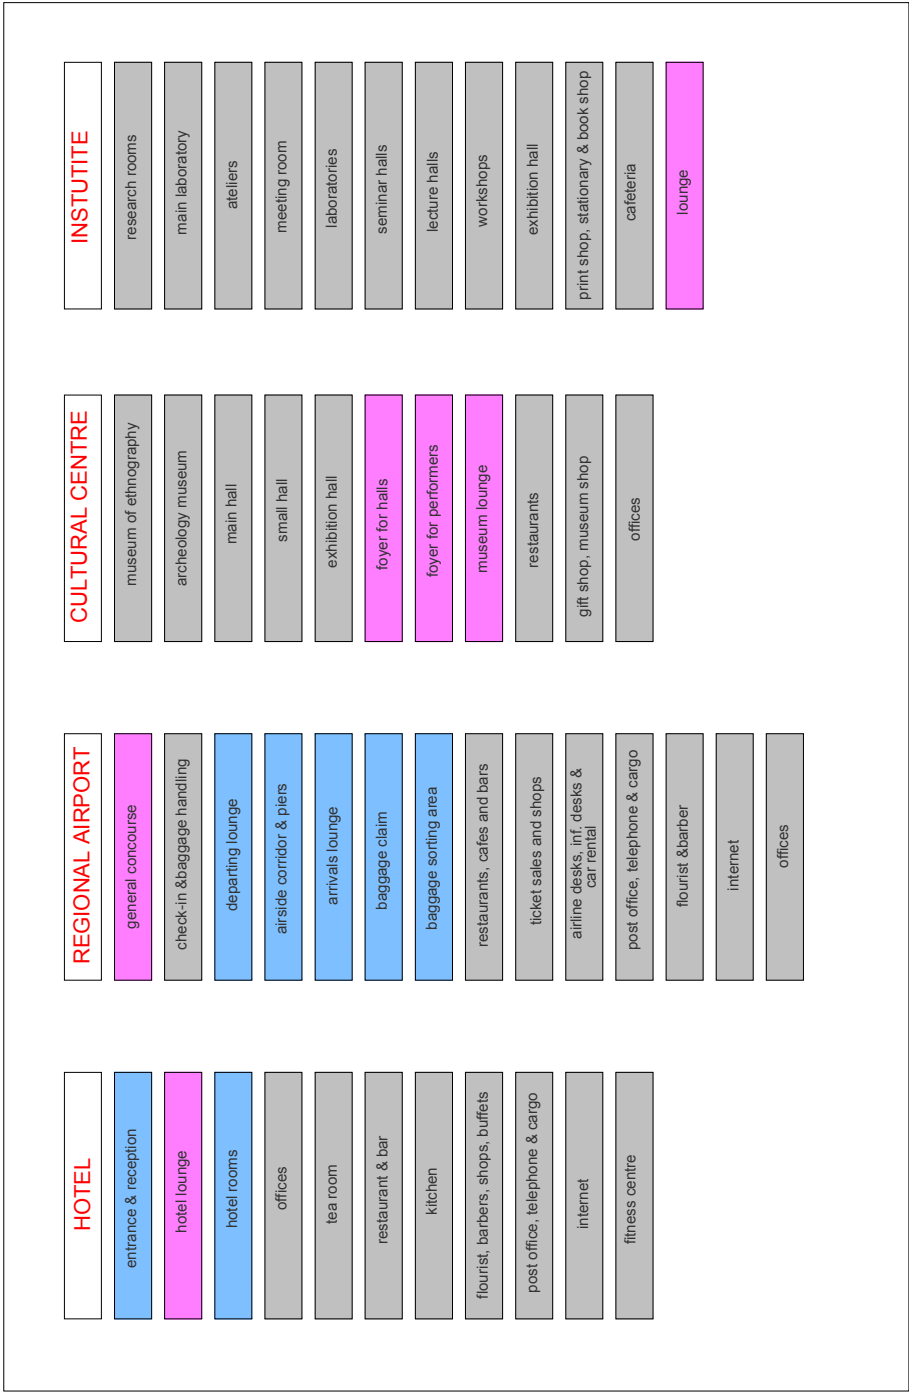 HOTEL
entrance & reception
hotel lounge
hotel rooms
offices
tea room
restaurant & bar
kitchen
flourist, barbers, shops, buffets
post office, telephone & cargo
internet
fitness centre
REGIONAL AIRPORT
general concourse
check-in &baggage handling
departing lounge
airside corridor & piers
arrivals lounge
baggage claim
baggage sorting area
restaurants, cafes and bars
ticket sales and shops
airline desks, inf. desks &
car rental
post office, telephone & cargo
flourist &barber
internet
offices
CULTURAL CENTRE
museum of ethnography
archeology museum
main hall
small hall
exhibition hall
foyer for halls
foyer for performers
museum lounge
restaurants
gift shop, museum shop
offices
INSTUTITE
research rooms
main laboratory
ateliers
meeting room
laboratories
seminar halls
lecture halls
workshops
exhibition hall
print shop, stationary & book shop
cafeteria
lounge